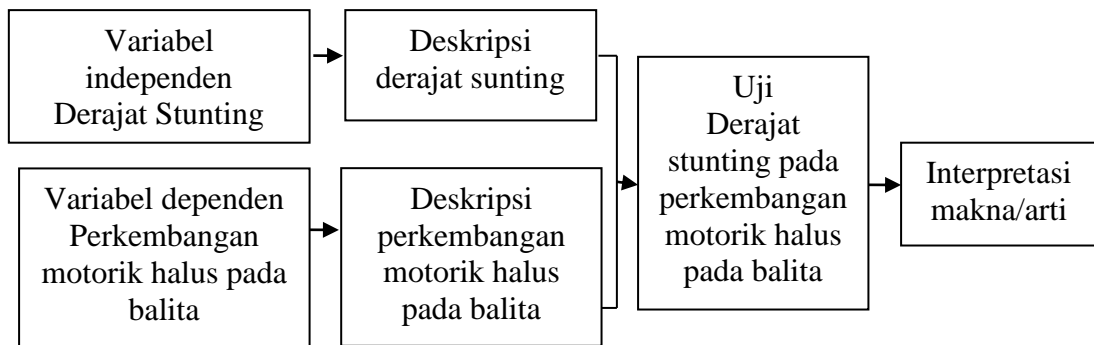 Variabel
independen
Derajat Stunting
Deskripsi
derajat sunting
Variabel dependen
Perkembangan
motorik halus pada
balita
Deskripsi
perkembangan
motorik halus
pada balita
Uji
Derajat
stunting pada
perkembangan
motorik halus
pada balita
Interpretasi
makna/arti